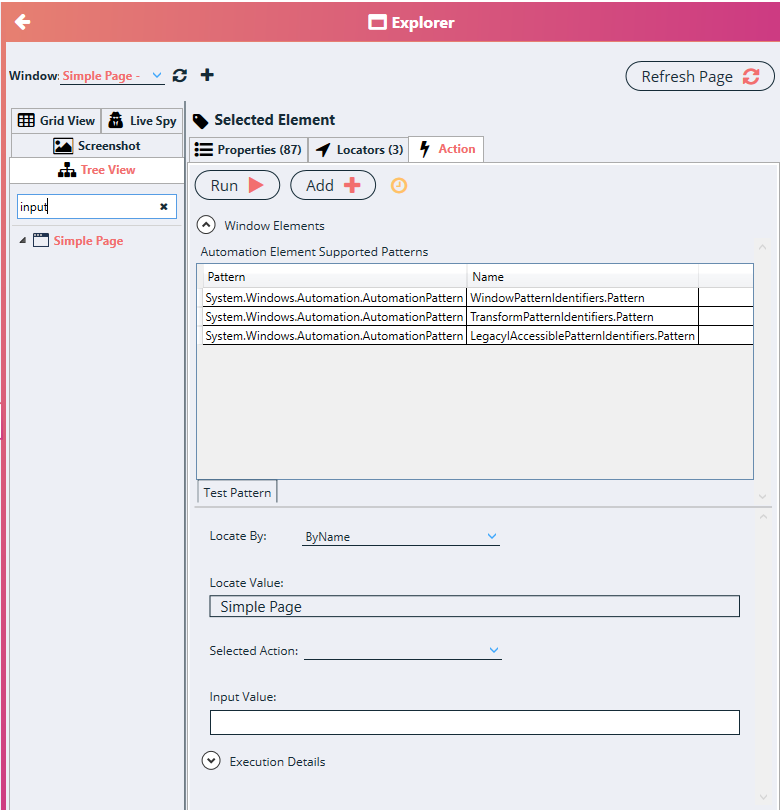 Explorer
Window: Simple Page -
Refresh Page
Grid View
Live Spy
Screenshot
Tree View
input
Simple Page
Selected Element
Properties (87)
Locators (3)
Action
Run
Add
Window Elements
Automation Element Supported Patterns
Pattern Name
System.Windows.Automation.AutomationPattern WindowPatternIdentifiers.Pattern
System.Windows.Automation.AutomationPattern TransformPatternIdentifiers.Pattern
System.Windows.Automation.AutomationPattern LegacyIAccessiblePatternIdentifiers.Pattern
Test Pattern
Locate By: ByName
Locate Value:
Simple Page
Selected Action:
Input Value:
Execution Details